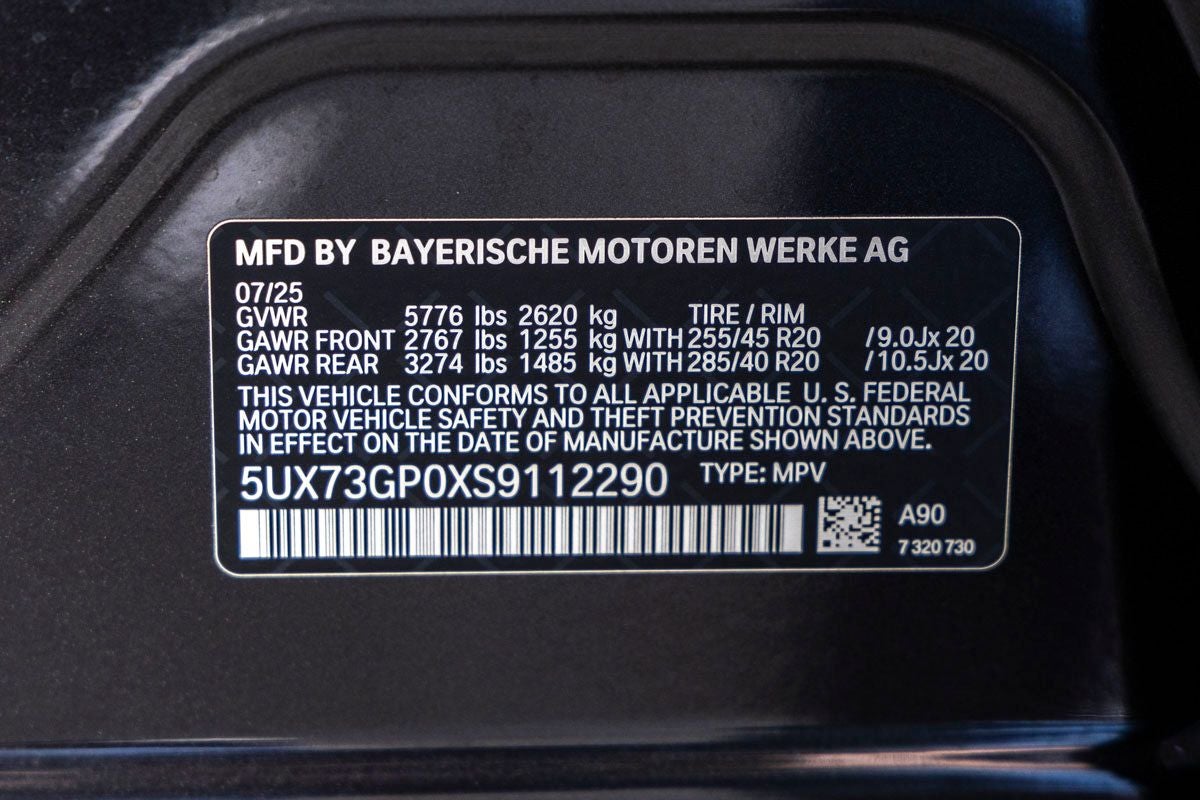 MFD BY BAYERISCHE MOTOREN WERKE AG
07/25
GVWR 5776 lbs 2620 kg TIRE / RIM
GAWR FRONT 2767 lbs 1255 kg WITH 255/45 R20 /9.0Jx 20
GAWR REAR 3274 lbs 1485 kg WITH 285/40 R20 /10.5Jx 20
THIS VEHICLE CONFORMS TO ALL APPLICABLE U. S. FEDERAL
MOTOR VEHICLE SAFETY AND THEFT PREVENTION STANDARDS
IN EFFECT ON THE DATE OF MANUFACTURE SHOWN ABOVE.
5UX73GP0XS9112290 TYPE: MPV
A90
7 320 730